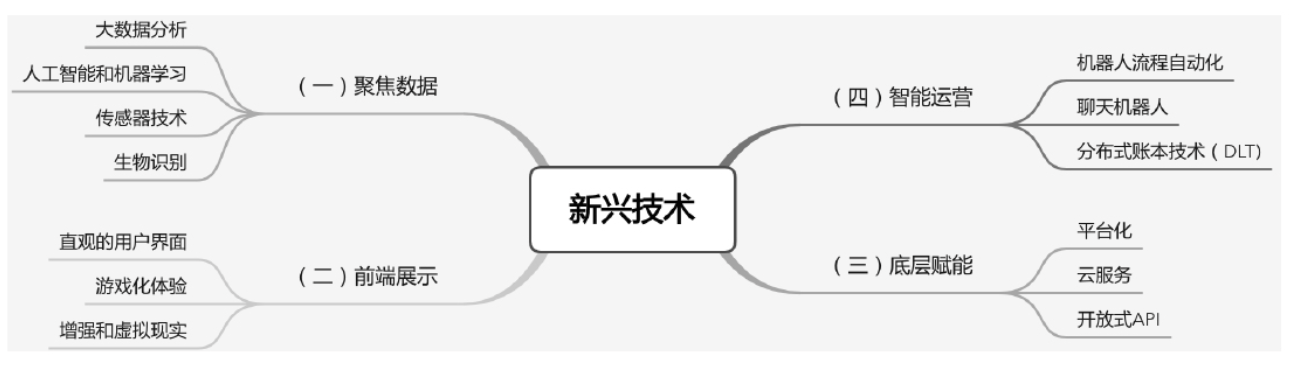 新兴技术
（一）聚焦数据
大数据分析
人工智能和机器学习
传感器技术
生物识别
（二）前端展示
直观的用户界面
游戏化体验
增强和虚拟现实
（三）底层赋能
平台化
云服务
开放式API
（四）智能运营
机器人流程自动化
聊天机器人
分布式账本技术（DLT)